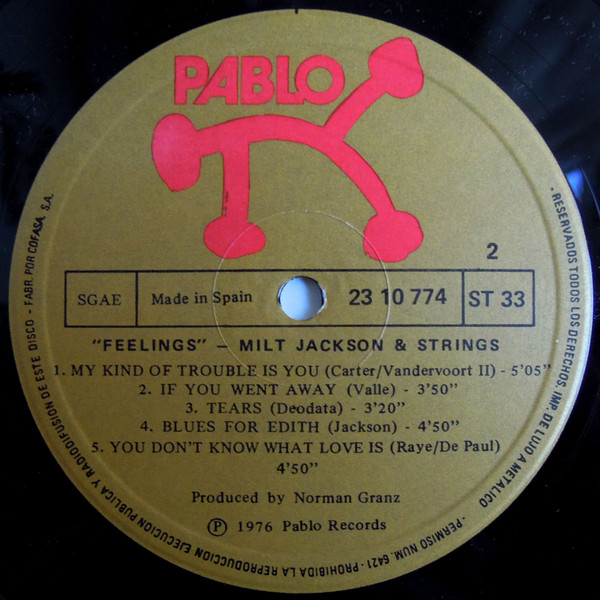 PABLO
2
SGAE
Made in Spain
23 10 774
ST 33
"FEELINGS" – MILT JACKSON & STRINGS
1. MY KIND OF TROUBLE IS YOU (Carter/Vandervoort II) - 5'05"
2. IF YOU WENT AWAY (Valle) - 3'50"
3. TEARS (Deodata) - 3'20"
4. BLUES FOR EDITH (Jackson) - 4'50"
5. YOU DON'T KNOW WHAT LOVE IS (Raye/De Paul)
4'50"
Produced by Norman Granz
Ⓟ 1976 Pablo Records
- RESERVADOS TODOS LOS DERECHOS. IMP. DE LUJO A METALICO - PERMISO NUM. 6421 - PROHIBIDA LA REPRODUCCION EJECUCION PUBLICA Y RADIODIFUSION DE ESTE DISCO - FABR. POR COFASA, S.A.